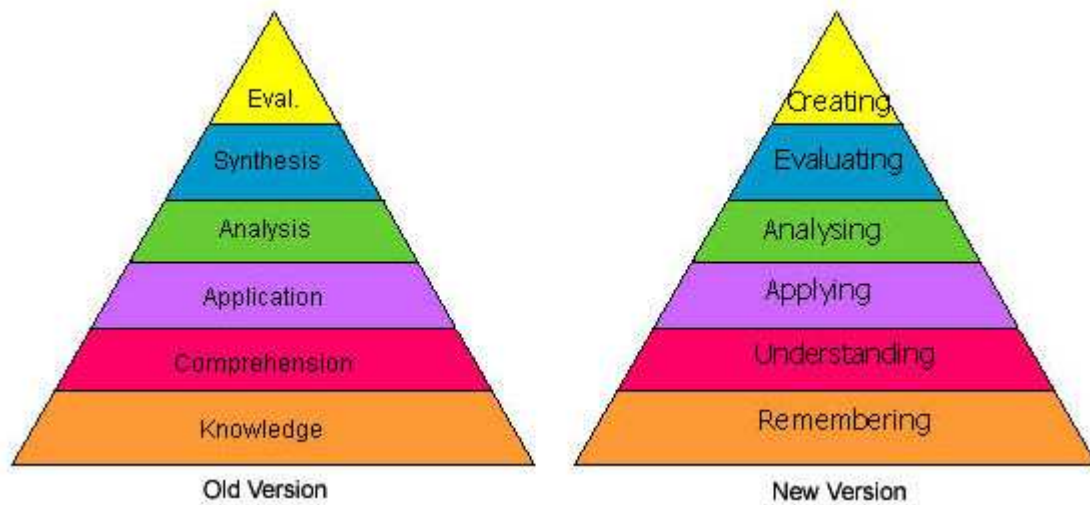 Eval.
Synthesis
Analysis
Application
Comprehension
Knowledge
Old Version
Creating
Evaluating
Analysing
Applying
Understanding
Remembering
New Version